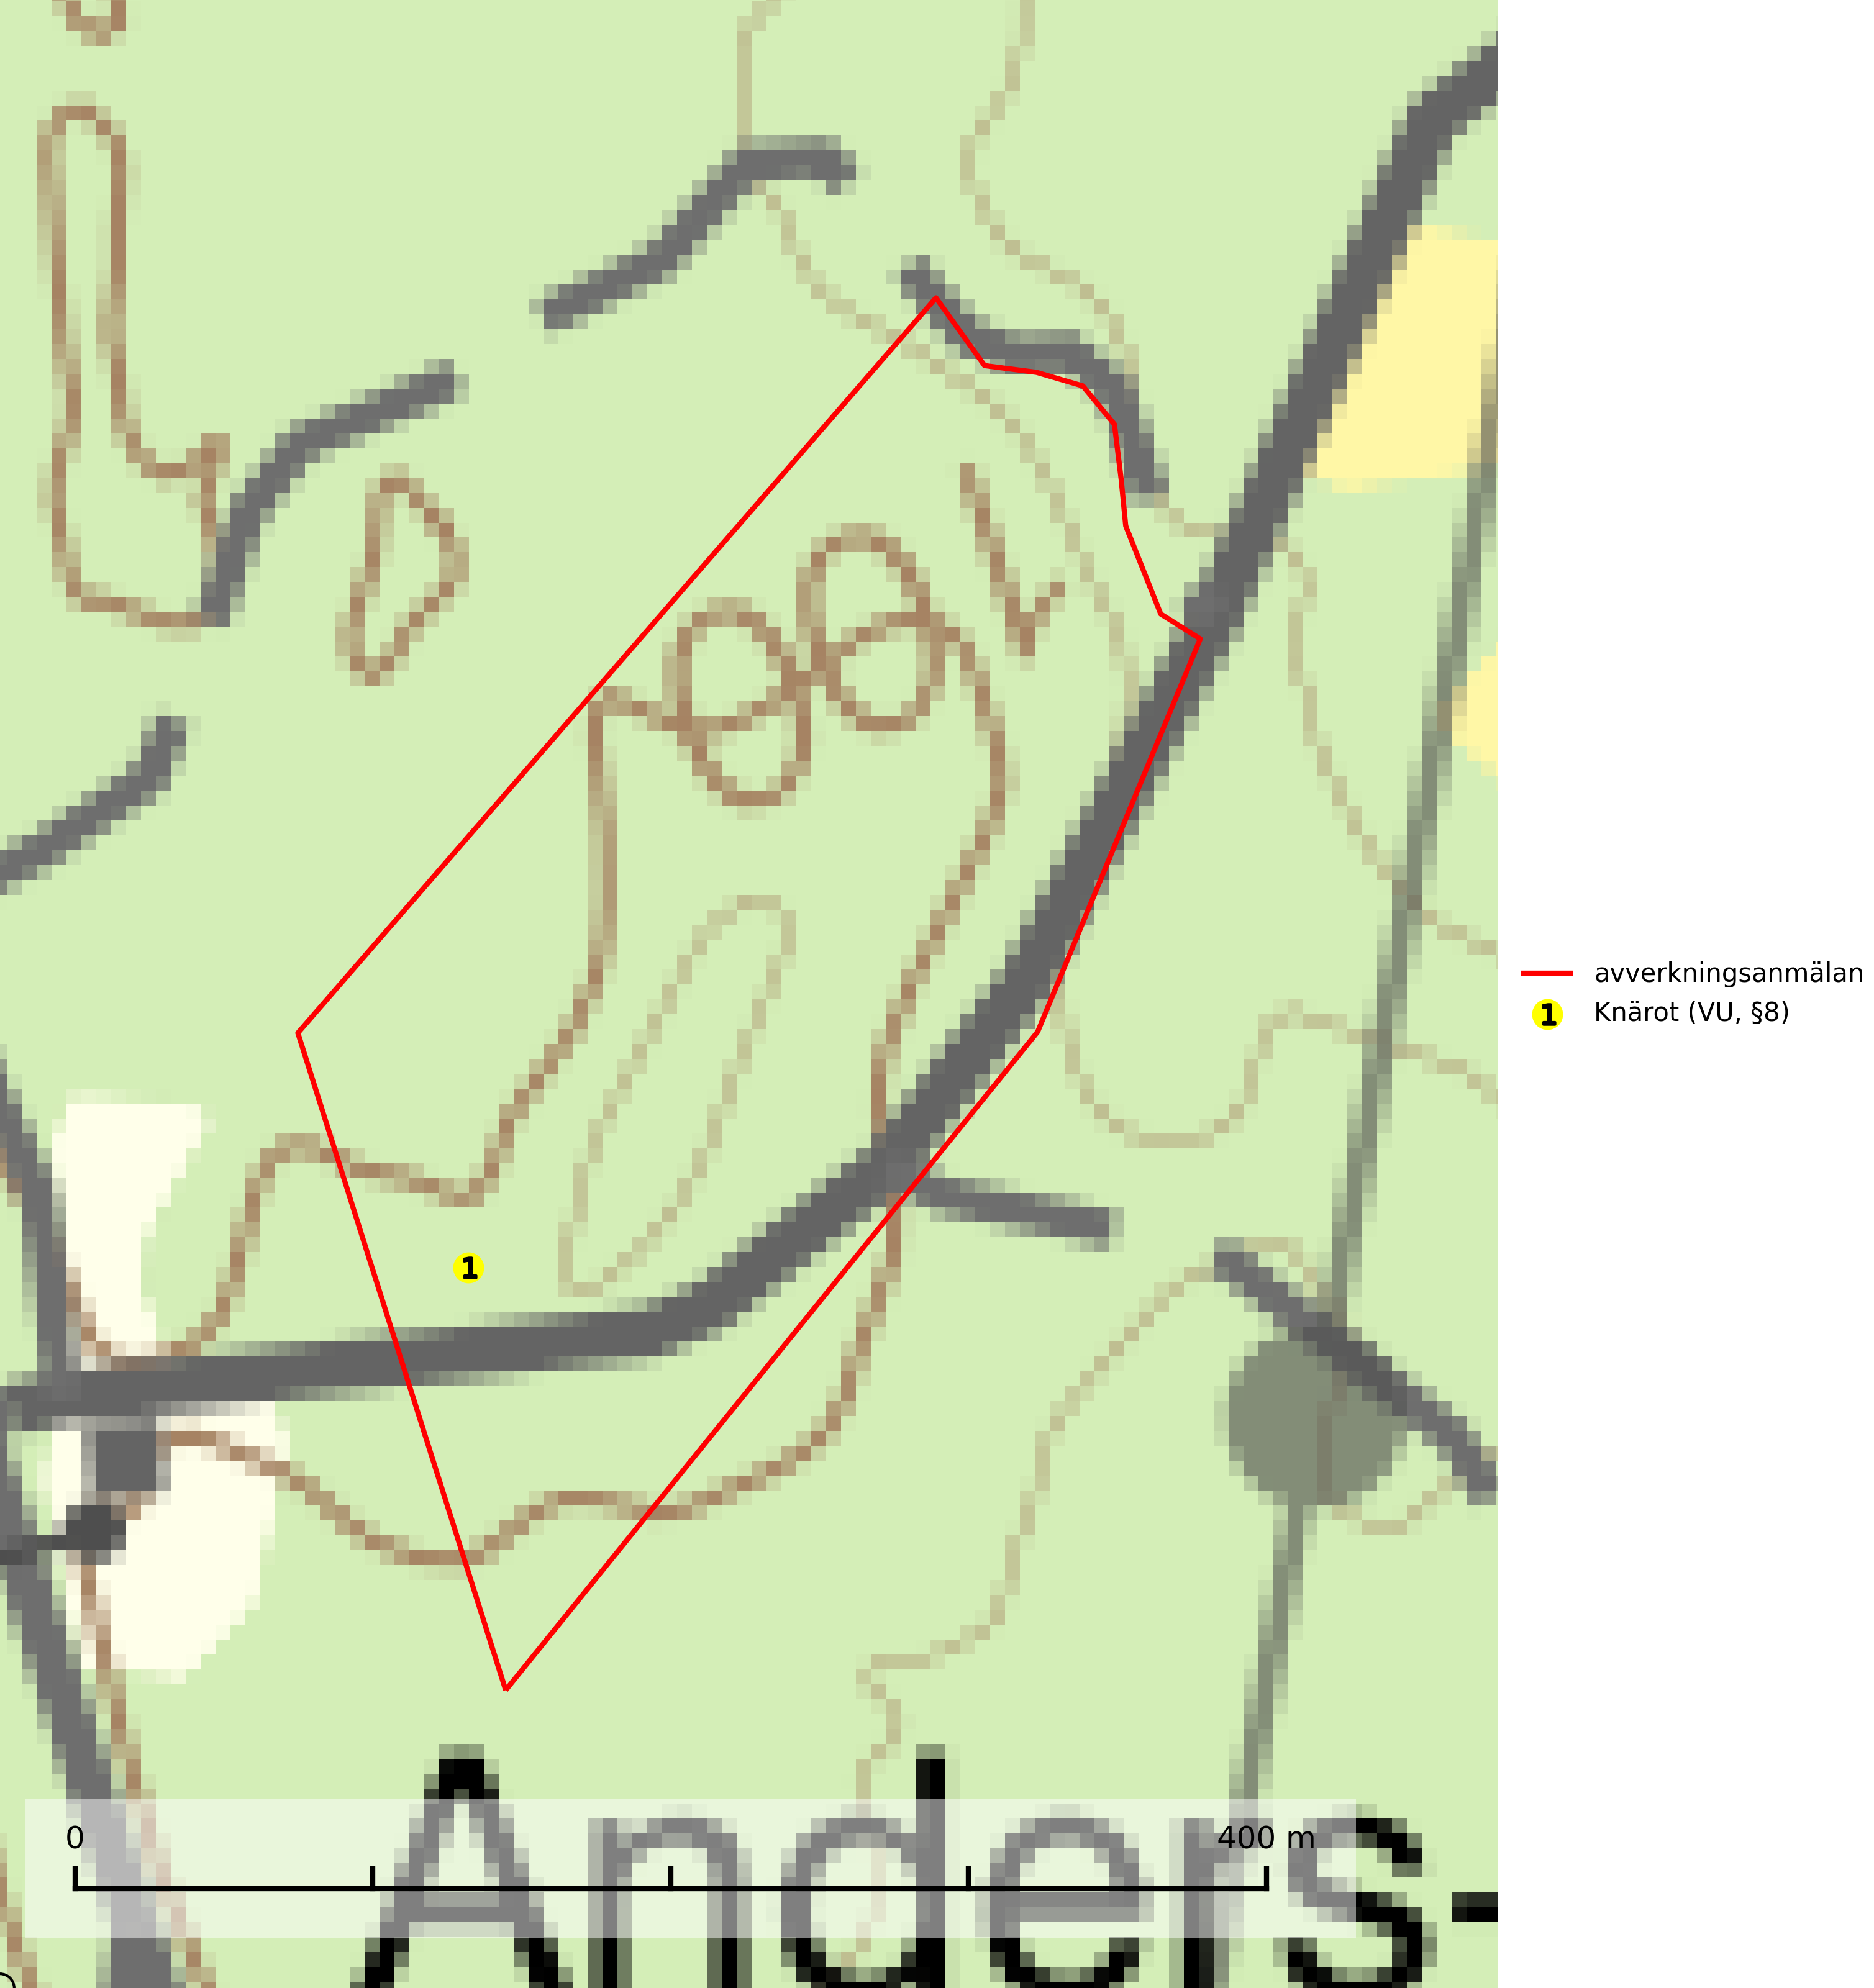 avverkningsanmälan
1 Knärot (VU, §8)
1
0 400 m
Anders-